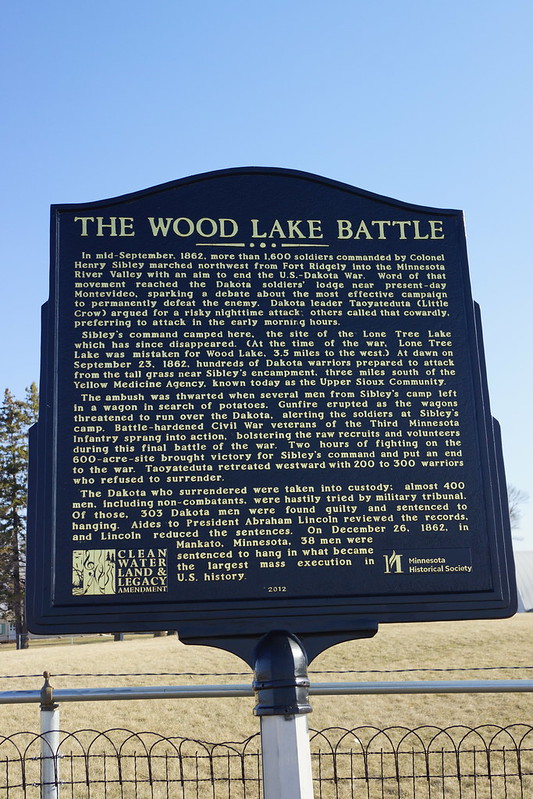 THE WOOD LAKE BATTLE
In mid-September, 1862, more than 1,600 soldiers commanded by Colonel
Henry Sibley marched northwest from Fort Ridgely into the Minnesota
River Valley with an aim to end the U.S.-Dakota War. Word of that
movement reached the Dakota soldiers' lodge near present-day
Montevideo, sparking a debate about the most effective campaign
to permanently defeat the enemy. Dakota leader Taoyateduta (Little
Crow) argued for a risky nighttime attack; others called that cowardly,
preferring to attack in the early morning hours.
Sibley's command camped here, the site of the Lone Tree Lake
which has since disappeared. (At the time of the war, Lone Tree
Lake was mistaken for Wood Lake, 3.5 miles to the west.) At dawn on
September 23, 1862, hundreds of Dakota warriors prepared to attack
from the tall grass near Sibley's encampment, three miles south of the
Yellow Medicine Agency, known today as the Upper Sioux Community.
The ambush was thwarted when several men from Sibley's camp left
in a wagon in search of potatoes. Gunfire erupted as the wagons
threatened to run over the Dakota, alerting the soldiers at Sibley's
camp. Battle-hardened Civil War veterans of the Third Minnesota
Infantry sprang into action, bolstering the raw recruits and volunteers
during this final battle of the war. Two hours of fighting on the
600-acre-site brought victory for Sibley's command and put an end
to the war. Taoyateduta retreated westward with 200 to 300 warriors
who refused to surrender.
The Dakota who surrendered were taken into custody; almost 400
men, including non-combatants, were hastily tried by military tribunal.
Of those, 303 Dakota men were found guilty and sentenced to
hanging. Aides to President Abraham Lincoln reviewed the records,
and Lincoln reduced the sentences. On December 26, 1862, in
Mankato, Minnesota, 38 men were
sentenced to hang in what became
the largest mass execution in
U.S. history.
CLEAN
WATER
LAND &
LEGACY
AMENDMENT
Minnesota
Historical Society
2012